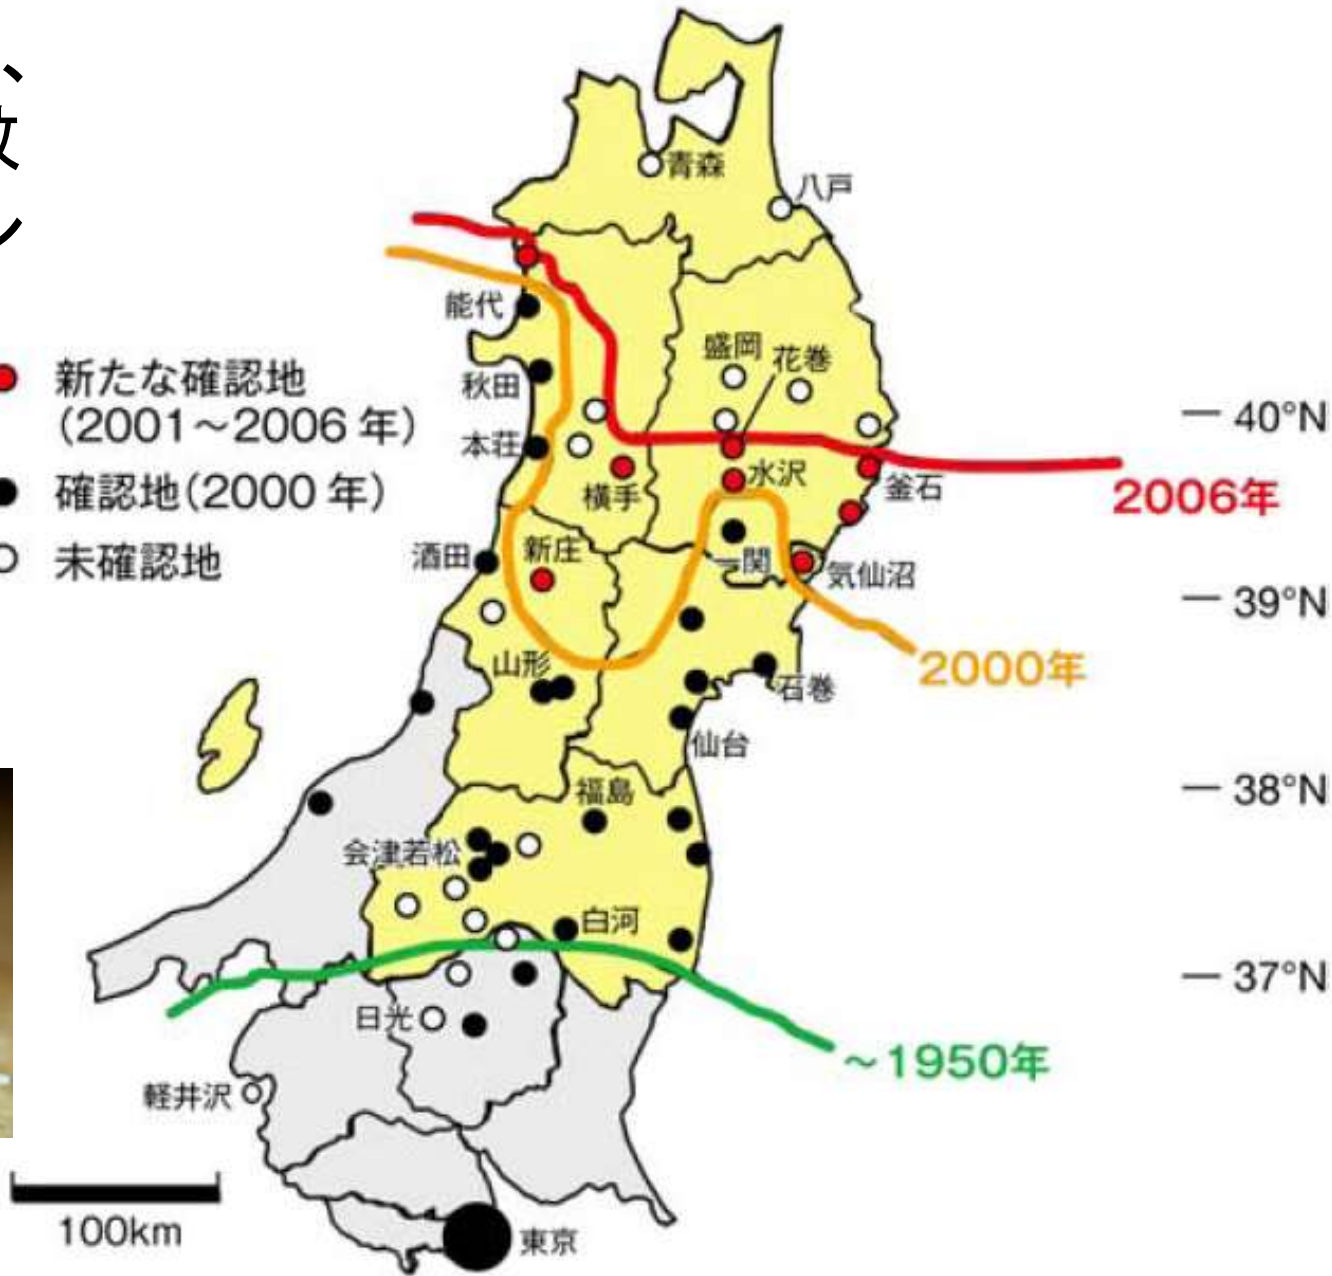 、
数
ン
青森
八戸
能代
盛岡
花巻
新たな確認地
(2001～2006年)
秋田
40°N
本荘
水沢
確認地(2000年)
横手
釜石
2006年
未確認地
酒田
新庄
一関
気仙沼
39°N
山形
2000年
石巻
仙台
福島
38°N
会津若松
白河
37°N
日光
～1950年
軽井沢
100km
東京